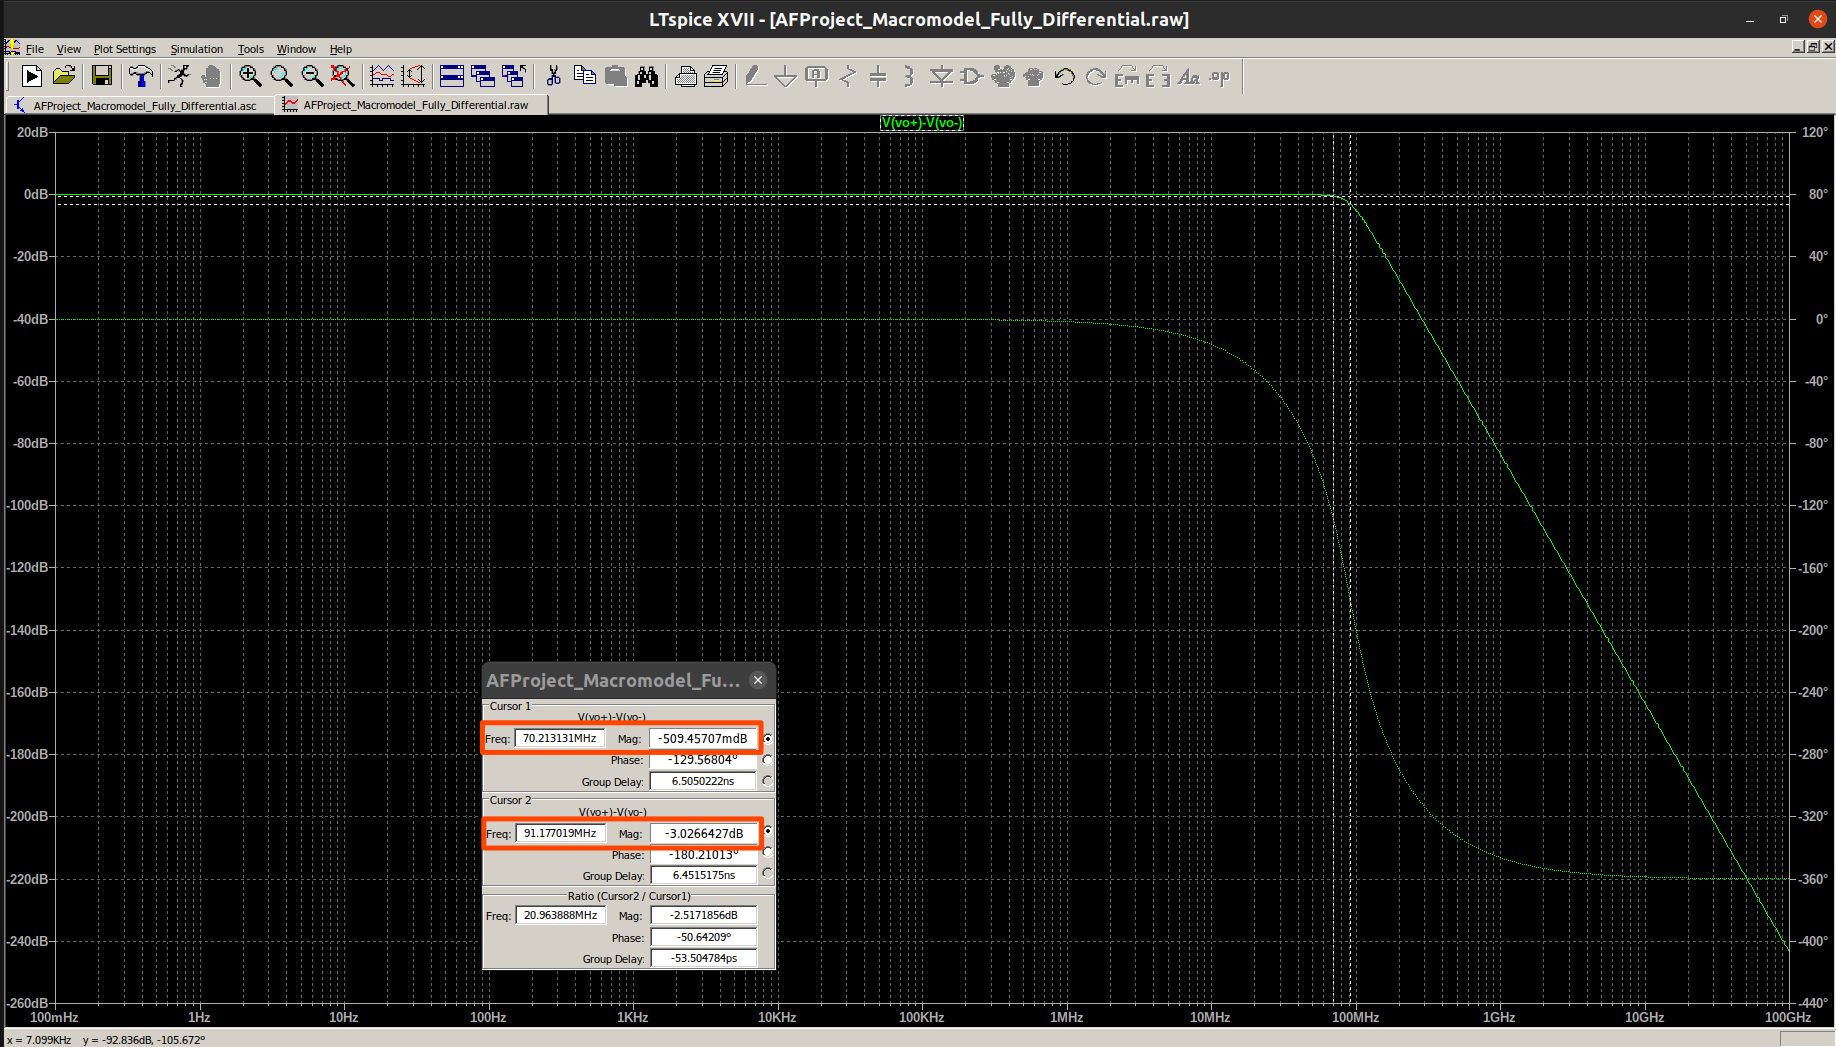 LTspice XVII - [AFProject_Macromodel_Fully_Differential.raw]
File View Plot Settings Simulation Tools Window Help
AFProject_Macromodel_Fully_Differential.asc AFProject_Macromodel_Fully_Differential.raw
V(vo+)-V(vo-)
20dB 120°
0dB 80°
-20dB 40°
-40dB 0°
-60dB -40°
-80dB -80°
-100dB -120°
-120dB -160°
-140dB -200°
-160dB -240°
-180dB -280°
-200dB -320°
-220dB -360°
-240dB -400°
-260dB -440°
100mHz 1Hz 10Hz 100Hz 1KHz 10KHz 100KHz 1MHz 10MHz 100MHz 1GHz 10GHz 100GHz
AFProject_Macromodel_Fu...
Cursor 1
V(vo+)-V(vo-)
Freq: 70.213131MHz Mag: -509.45707mdB
Phase: -129.56804°
Group Delay: 6.5050222ns
Cursor 2
V(vo+)-V(vo-)
Freq: 91.177019MHz Mag: -3.0266427dB
Phase: -180.21013°
Group Delay: 6.4515175ns
Ratio (Cursor2 / Cursor1)
Freq: 20.963888MHz Mag: -2.5171856dB
Phase: -50.64209°
Group Delay: -53.504784ps
x = 7.099KHz y = -92.836dB, -105.672°